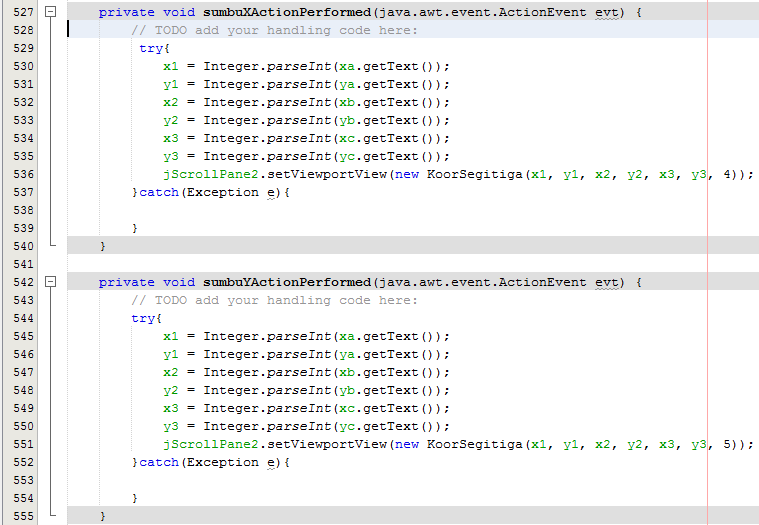 527 private void sumbuXActionPerformed(java.awt.event.ActionEvent evt) {
528 // TODO add your handling code here:
529 try{
530 x1 = Integer.parseInt(xa.getText());
531 y1 = Integer.parseInt(ya.getText());
532 x2 = Integer.parseInt(xb.getText());
533 y2 = Integer.parseInt(yb.getText());
534 x3 = Integer.parseInt(xc.getText());
535 y3 = Integer.parseInt(yc.getText());
536 jScrollPane2.setViewportView(new KoorSegitiga(x1, y1, x2, y2, x3, y3, 4));
537 }catch(Exception e){
538
539 }
540 }
541
542 private void sumbuYActionPerformed(java.awt.event.ActionEvent evt) {
543 // TODO add your handling code here:
544 try{
545 x1 = Integer.parseInt(xa.getText());
546 y1 = Integer.parseInt(ya.getText());
547 x2 = Integer.parseInt(xb.getText());
548 y2 = Integer.parseInt(yb.getText());
549 x3 = Integer.parseInt(xc.getText());
550 y3 = Integer.parseInt(yc.getText());
551 jScrollPane2.setViewportView(new KoorSegitiga(x1, y1, x2, y2, x3, y3, 5));
552 }catch(Exception e){
553
554 }
555 }